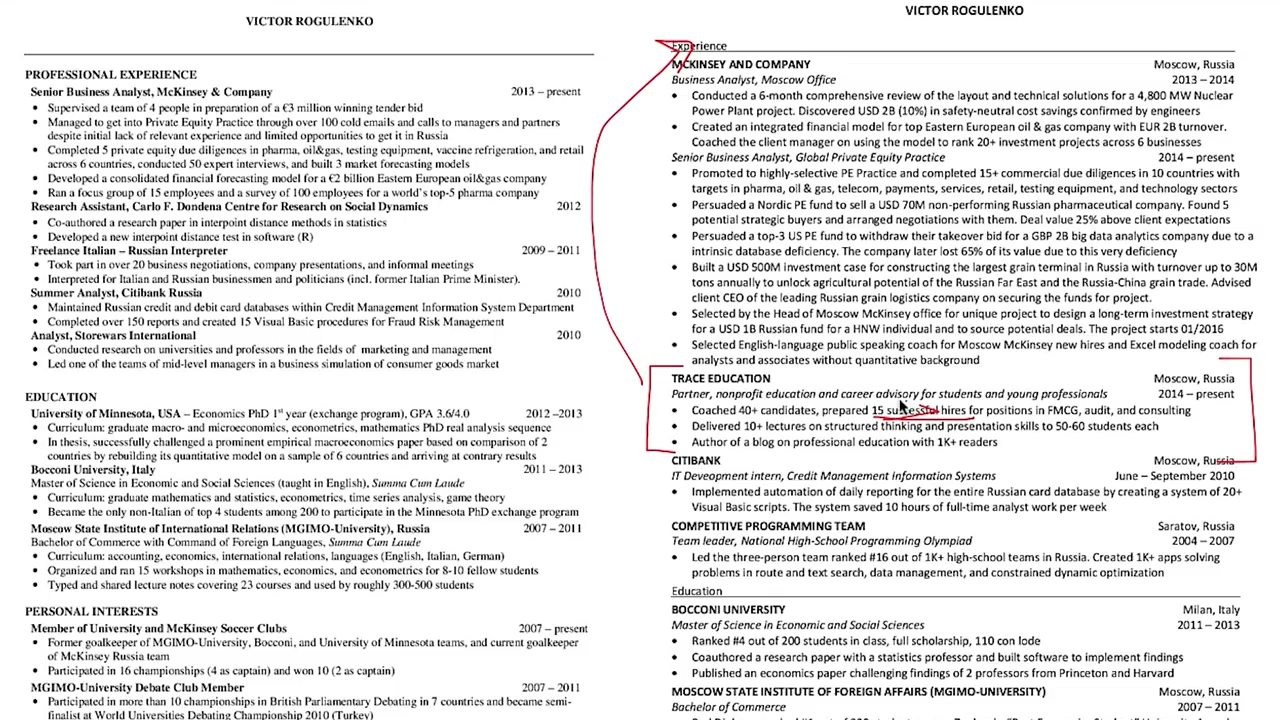 VICTOR ROGULENKO
PROFESSIONAL EXPERIENCE
Senior Business Analyst, McKinsey & Company 2013 – present
• Supervised a team of 4 people in preparation of a €3 million winning tender bid
• Managed to get into Private Equity Practice through over 100 cold emails and calls to managers and partners
despite initial lack of relevant experience and limited opportunities to get it in Russia
• Completed 5 private equity due diligences in pharma, oil&gas, testing equipment, vaccine refrigeration, and retail
across 6 countries, conducted 50 expert interviews, and built 3 market forecasting models
• Developed a consolidated financial forecasting model for a €2 billion Eastern European oil&gas company
• Ran a focus group of 15 employees and a survey of 100 employees for a world's top-5 pharma company
Research Assistant, Carlo F. Dondena Centre for Research on Social Dynamics 2012
• Co-authored a research paper in interpoint distance methods in statistics
• Developed a new interpoint distance test in software (R)
Freelance Italian – Russian Interpreter 2009 – 2011
• Took part in over 20 business negotiations, company presentations, and informal meetings
• Interpreted for Italian and Russian businessmen and politicians (incl. former Italian Prime Minister).
Summer Analyst, Citibank Russia 2010
• Maintained Russian credit and debit card databases within Credit Management Information System Department
• Completed over 150 reports and created 15 Visual Basic procedures for Fraud Risk Management
Analyst, Storewars International 2010
• Conducted research on universities and professors in the fields of marketing and management
• Led one of the teams of mid-level managers in a business simulation of consumer goods market
EDUCATION
University of Minnesota, USA – Economics PhD 1st year (exchange program), GPA 3.6/4.0 2012 –2013
• Curriculum: graduate macro- and microeconomics, econometrics, mathematics PhD real analysis sequence
• In thesis, successfully challenged a prominent empirical macroeconomics paper based on comparison of 2
countries by rebuilding its quantitative model on a sample of 6 countries and arriving at contrary results
Bocconi University, Italy 2011 – 2013
Master of Science in Economic and Social Sciences (taught in English), Summa Cum Laude
• Curriculum: graduate mathematics and statistics, econometrics, time series analysis, game theory
• Became the only non-Italian of top 4 students among 200 to participate in the Minnesota PhD exchange program
Moscow State Institute of International Relations (MGIMO-University), Russia 2007 – 2011
Bachelor of Commerce with Command of Foreign Languages, Summa Cum Laude
• Curriculum: accounting, economics, international relations, languages (English, Italian, German)
• Organized and ran 15 workshops in mathematics, economics, and econometrics for 8-10 fellow students
• Typed and shared lecture notes covering 23 courses and used by roughly 300-500 students
PERSONAL INTERESTS
Member of University and McKinsey Soccer Clubs 2007 – present
• Former goalkeeper of MGIMO-University, Bocconi, and University of Minnesota teams, and current goalkeeper
of McKinsey Russia team
• Participated in 16 championships (4 as captain) and won 10 (2 as captain)
MGIMO-University Debate Club Member 2007 – 2011
• Participated in more than 10 championships in British Parliamentary Debating in 7 countries and became semi-
finalist at World Universities Debating Championship 2010 (Turkey)
VICTOR ROGULENKO
Experience
MCKINSEY AND COMPANY Moscow, Russia
Business Analyst, Moscow Office 2013 – 2014
• Conducted a 6-month comprehensive review of the layout and technical solutions for a 4,800 MW Nuclear
Power Plant project. Discovered USD 2B (10%) in safety-neutral cost savings confirmed by engineers
• Created an integrated financial model for top Eastern European oil & gas company with EUR 2B turnover.
Coached the client manager on using the model to rank 20+ investment projects across 6 businesses
Senior Business Analyst, Global Private Equity Practice 2014 – present
• Promoted to highly-selective PE Practice and completed 15+ commercial due diligences in 10 countries with
targets in pharma, oil & gas, telecom, payments, services, retail, testing equipment, and technology sectors
• Persuaded a Nordic PE fund to sell a USD 70M non-performing Russian pharmaceutical company. Found 5
potential strategic buyers and arranged negotiations with them. Deal value 25% above client expectations
• Persuaded a top-3 US PE fund to withdraw their takeover bid for a GBP 2B big data analytics company due to a
intrinsic database deficiency. The company later lost 65% of its value due to this very deficiency
• Built a USD 500M investment case for constructing the largest grain terminal in Russia with turnover up to 30M
tons annually to unlock agricultural potential of the Russian Far East and the Russia-China grain trade. Advised
client CEO of the leading Russian grain logistics company on securing the funds for project.
• Selected by the Head of Moscow McKinsey office for unique project to design a long-term investment strategy
for a USD 1B Russian fund for a HNW individual and to source potential deals. The project starts 01/2016
• Selected English-language public speaking coach for Moscow McKinsey new hires and Excel modeling coach for
analysts and associates without quantitative background
TRACE EDUCATION Moscow, Russia
Partner, nonprofit education and career advisory for students and young professionals 2014 – present
• Coached 40+ candidates, prepared 15 successful hires for positions in FMCG, audit, and consulting
• Delivered 10+ lectures on structured thinking and presentation skills to 50-60 students each
• Author of a blog on professional education with 1K+ readers
CITIBANK Moscow, Russia
IT Deveopment intern, Credit Management Information Systems June – September 2010
• Implemented automation of daily reporting for the entire Russian card database by creating a system of 20+
Visual Basic scripts. The system saved 10 hours of full-time analyst work per week
COMPETITIVE PROGRAMMING TEAM Saratov, Russia
Team leader, National High-School Programming Olympiad 2004 – 2007
• Led the three-person team ranked #16 out of 1K+ high-school teams in Russia. Created 1K+ apps solving
problems in route and text search, data management, and constrained dynamic optimization
Education
BOCCONI UNIVERSITY Milan, Italy
Master of Science in Economic and Social Sciences 2011 – 2013
• Ranked #4 out of 200 students in class, full scholarship, 110 con lode
• Coauthored a research paper with a statistics professor and built software to implement findings
• Published an economics paper challenging findings of 2 professors from Princeton and Harvard
MOSCOW STATE INSTITUTE OF FOREIGN AFFAIRS (MGIMO-UNIVERSITY) Moscow, Russia
Bachelor of Commerce 2007 – 2011